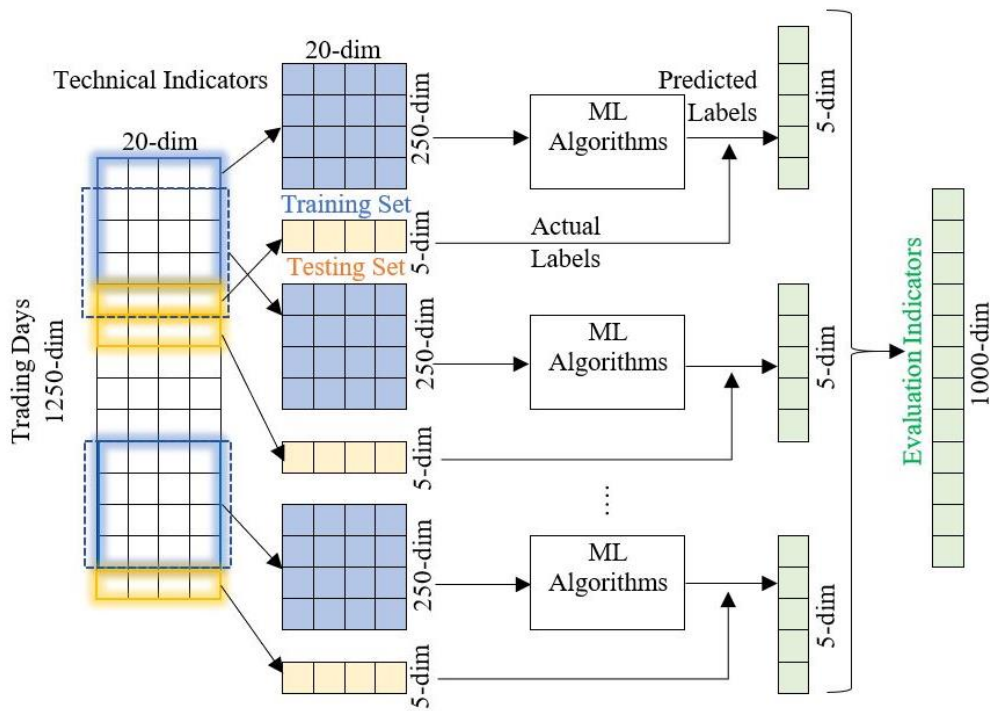 20-dim
Technical Indicators
250-dim
ML
Algorithms
Predicted
Labels
5-dim
20-dim
Training Set
5-dim
Actual
Labels
Testing Set
Trading Days
1250-dim
250-dim
ML
Algorithms
5-dim
5-dim
Evaluation Indicators
1000-dim
250-dim
⋮
ML
Algorithms
5-dim
5-dim